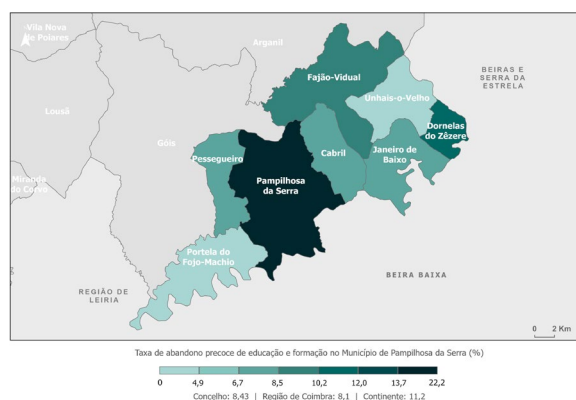 Vila Nova
de Poiares
Arganil
BEIRAS E
SERRA DA
ESTRELA
Fajão-Vidual
Unhais-o-Velho
Lousã
Dornelas
do Zêzere
Góis
Pessegueiro
Cabril
Janeiro de
Baixo
Miranda
do Corvo
Pampilhosa
da Serra
Portela do
Fojo-Machio
BEIRA BAIXA
REGIÃO DE
LEIRIA
0 2 Km
Taxa de abandono precoce de educação e formação no Município de Pampilhosa da Serra (%)
0 4,9 6,7 8,5 10,2 12,0 13,7 22,2
Concelho: 8,43 | Região de Coimbra: 8,1 | Continente: 11,2